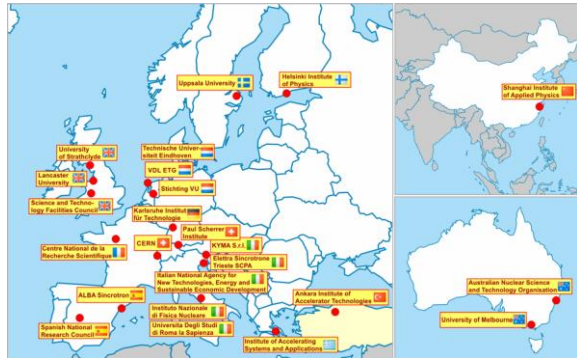 Uppsala University
Helsinki Institute
of Physics
University
of Strathclyde
Lancaster
University
Science and Techno-
logy Facilities Council
Technische Univer-
siteit Eindhoven
VDL ETG
Stichting VU
Karlsruhe Institut
für Technologie
Paul Scherrer
Institute
CERN
KYMA S.r.l.
Centre National de la
Recherche Scientifique
Elettra Sincrotrone
Trieste SCPA
Italian National Agency for
New Technologies, Energy and
Sustainable Economic Development
ALBA Sincrotron
Ankara Institute of
Accelerator Technologies
Spanish National
Research Council
Instituto Nazionale
di Fisica Nucleare
Universita Degli Studi
di Roma la Sapienza
Institute of Accelerating
Systems and Applications
Shanghai Institute
of Applied Physics
Australian Nuclear Science
and Technology Organisation
University of Melbourne